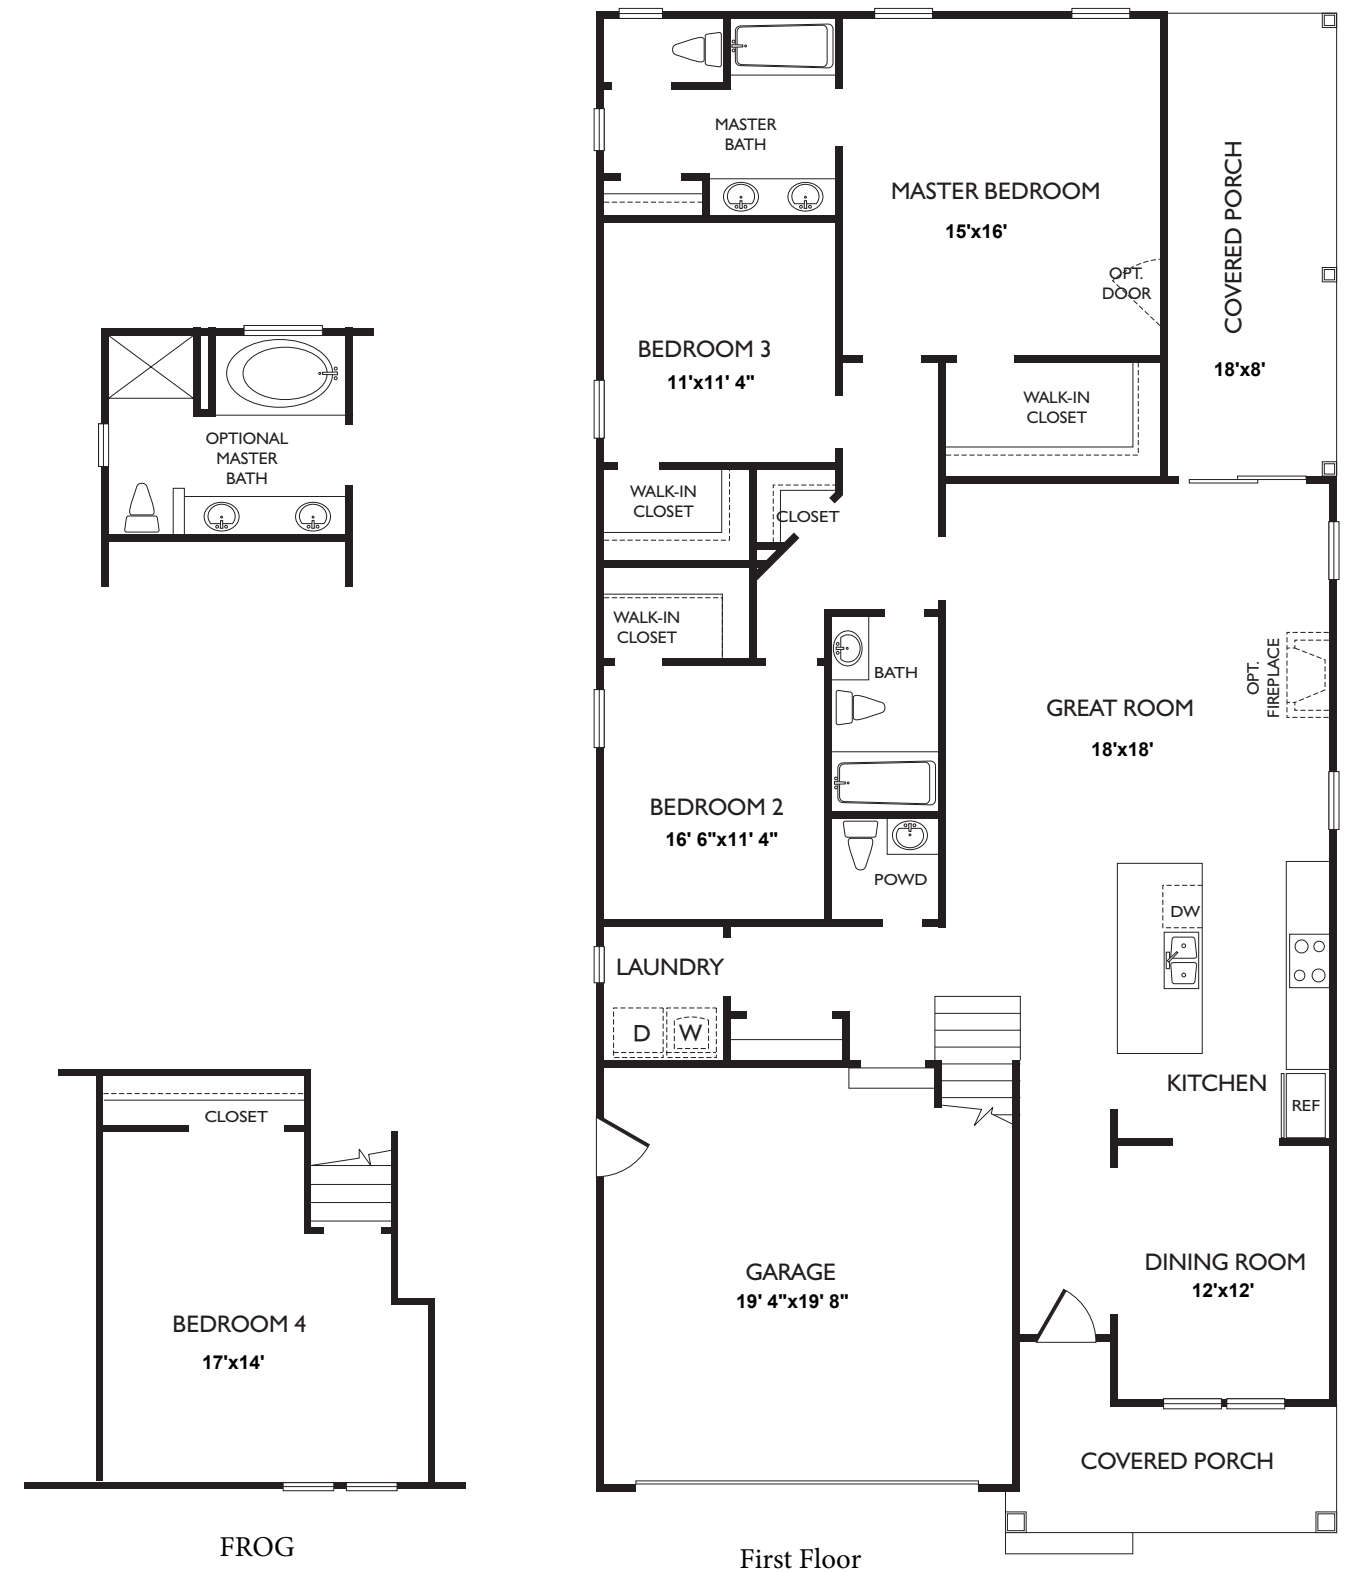 MASTER
BATH
MASTER BEDROOM
15'x16'
OPT.
DOOR
COVERED PORCH
18'x8'
BEDROOM 3
11'x11' 4"
WALK-IN
CLOSET
WALK-IN
CLOSET
CLOSET
WALK-IN
CLOSET
OPTIONAL
MASTER
BATH
BATH
GREAT ROOM
18'x18'
OPT.
FIREPLACE
BEDROOM 2
16' 6"x11' 4"
POWD
DW
LAUNDRY
D
W
KITCHEN
REF
CLOSET
BEDROOM 4
17'x14'
GARAGE
19' 4"x19' 8"
DINING ROOM
12'x12'
COVERED PORCH
FROG
First Floor